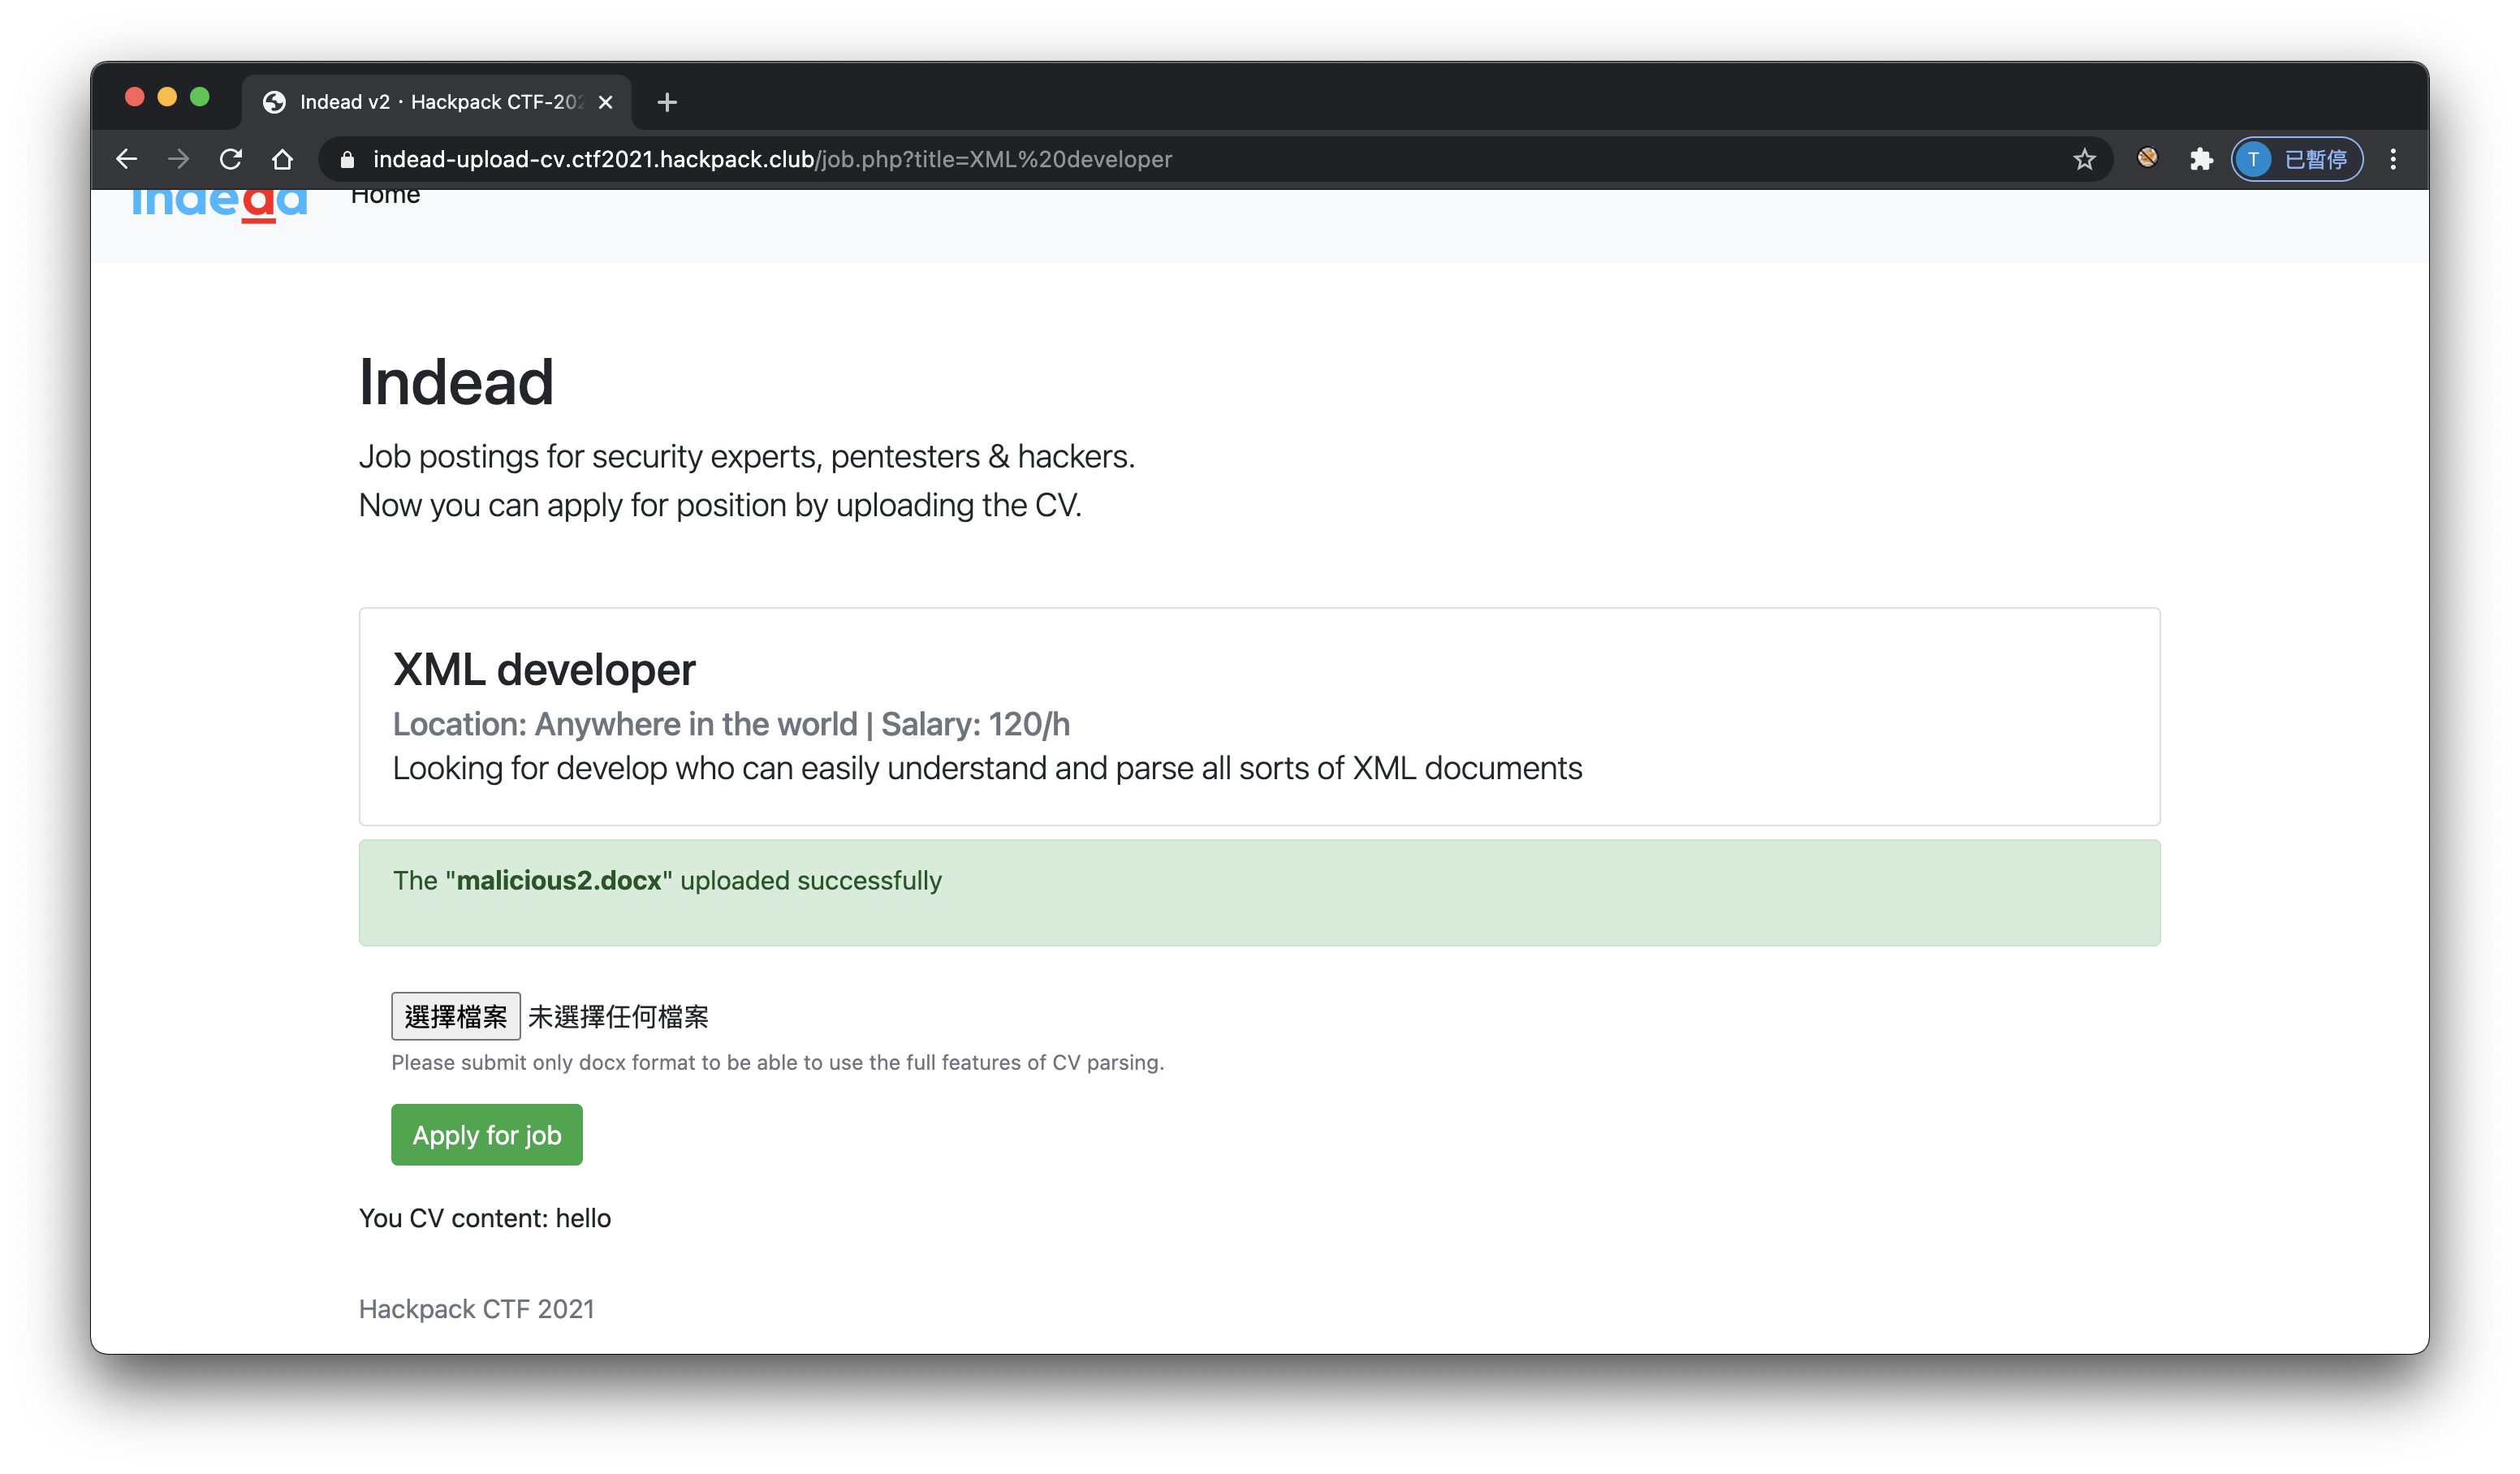 Indead v2 · Hackpack CTF-202
indead-upload-cv.ctf2021.hackpack.club/job.php?title=XML%20developer
T 已暫停
Indead Home
Indead
Job postings for security experts, pentesters & hackers.
Now you can apply for position by uploading the CV.
XML developer
Location: Anywhere in the world | Salary: 120/h
Looking for develop who can easily understand and parse all sorts of XML documents
The "malicious2.docx" uploaded successfully
選擇檔案 未選擇任何檔案
Please submit only docx format to be able to use the full features of CV parsing.
Apply for job
You CV content: hello
Hackpack CTF 2021